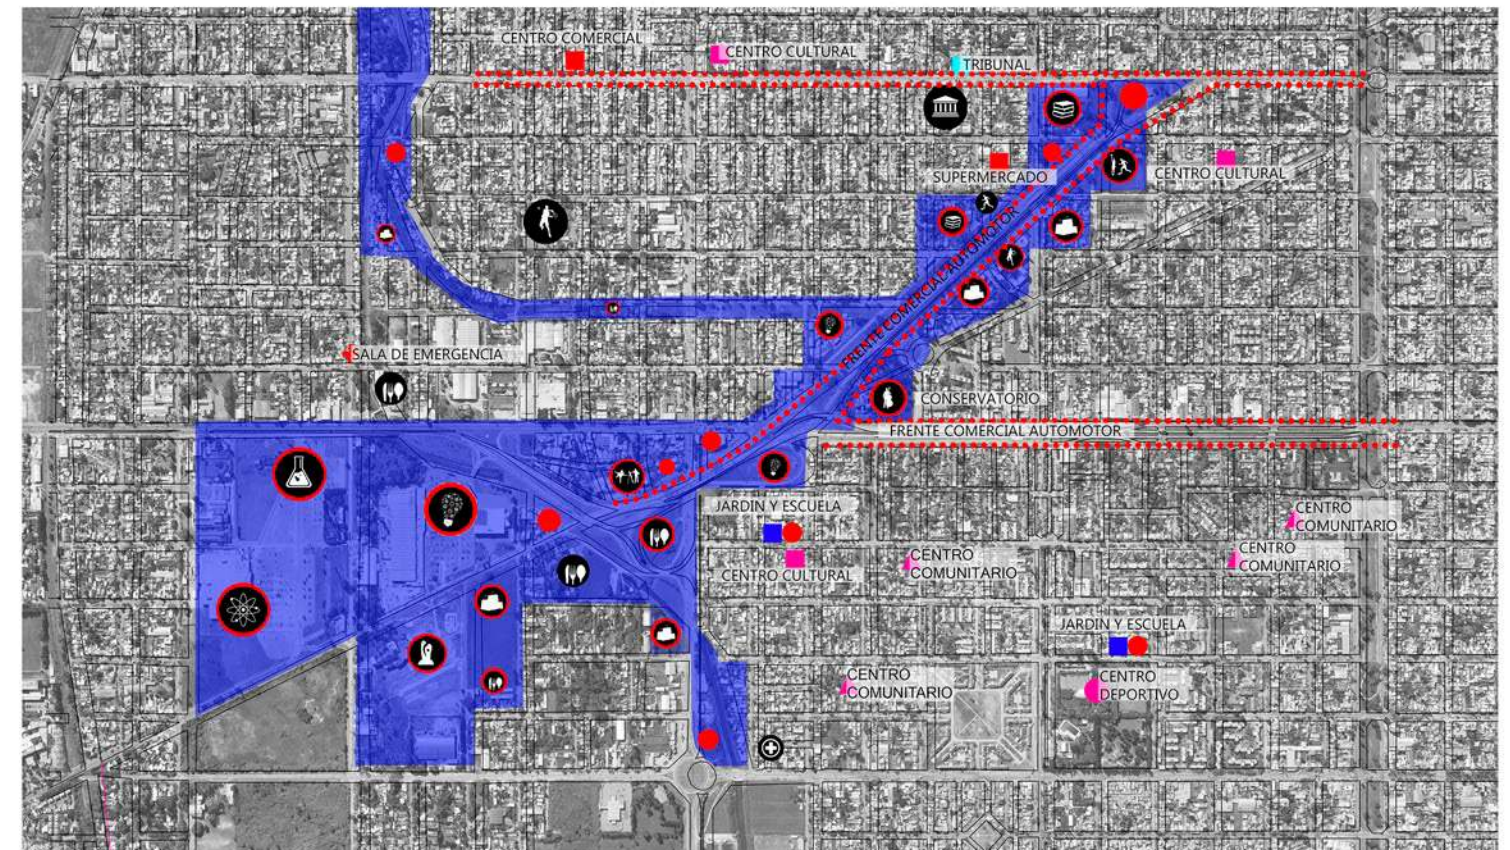 CENTRO COMERCIAL
CENTRO CULTURAL
TRIBUNAL
SUPERMERCADO
CENTRO CULTURAL
FRENTE COMERCIAL AUTOMOTOR
SALA DE EMERGENCIA
CONSERVATORIO
FRENTE COMERCIAL AUTOMOTOR
JARDIN Y ESCUELA
CENTRO
COMUNITARIO
CENTRO
COMUNITARIO
CENTRO
COMUNITARIO
CENTRO CULTURAL
JARDIN Y ESCUELA
CENTRO
COMUNITARIO
CENTRO
DEPORTIVO